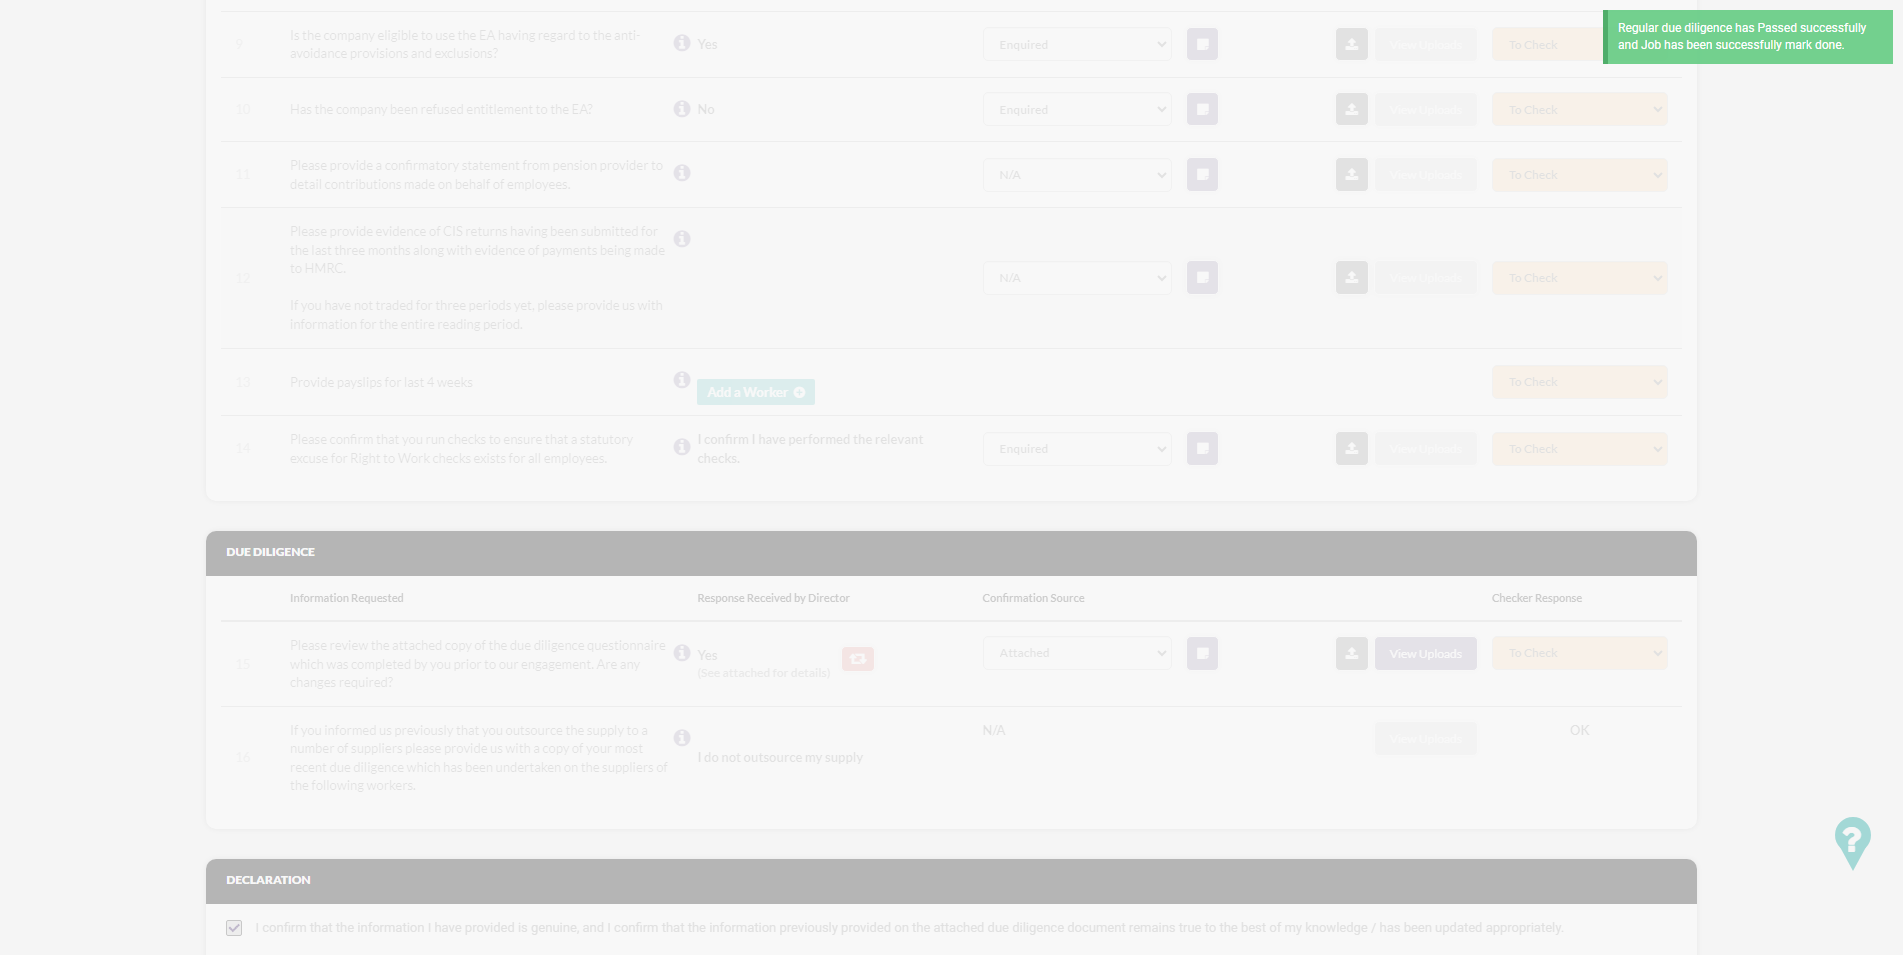 Regular due diligence has Passed successfully
and Job has been successfully mark done.
9 Is the company eligible to use the EA having regard to the anti-
avoidance provisions and exclusions? Yes Enquired View Uploads To Check
10 Has the company been refused entitlement to the EA? No Enquired View Uploads To Check
11 Please provide a confirmatory statement from pension provider to
detail contributions made on behalf of employees. N/A View Uploads To Check
12 Please provide evidence of CIS returns having been submitted for
the last three months along with evidence of payments being made
to HMRC.
If you have not traded for three periods yet, please provide us with
information for the entire reading period. N/A View Uploads To Check
13 Provide payslips for last 4 weeks Add a Worker To Check
14 Please confirm that you run checks to ensure that a statutory
excuse for Right to Work checks exists for all employees. I confirm I have performed the relevant
checks. Enquired View Uploads To Check
DUE DILIGENCE
Information Requested Response Received by Director Confirmation Source Checker Response
15 Please review the attached copy of the due diligence questionnaire
which was completed by you prior to our engagement. Are any
changes required? Yes
(See attached for details) Attached View Uploads To Check
16 If you informed us previously that you outsource the supply to a
number of suppliers please provide us with a copy of your most
recent due diligence which has been undertaken on the suppliers of
the following workers. I do not outsource my supply N/A View Uploads OK
DECLARATION
I confirm that the information I have provided is genuine, and I confirm that the information previously provided on the attached due diligence document remains true to the best of my knowledge / has been updated appropriately.